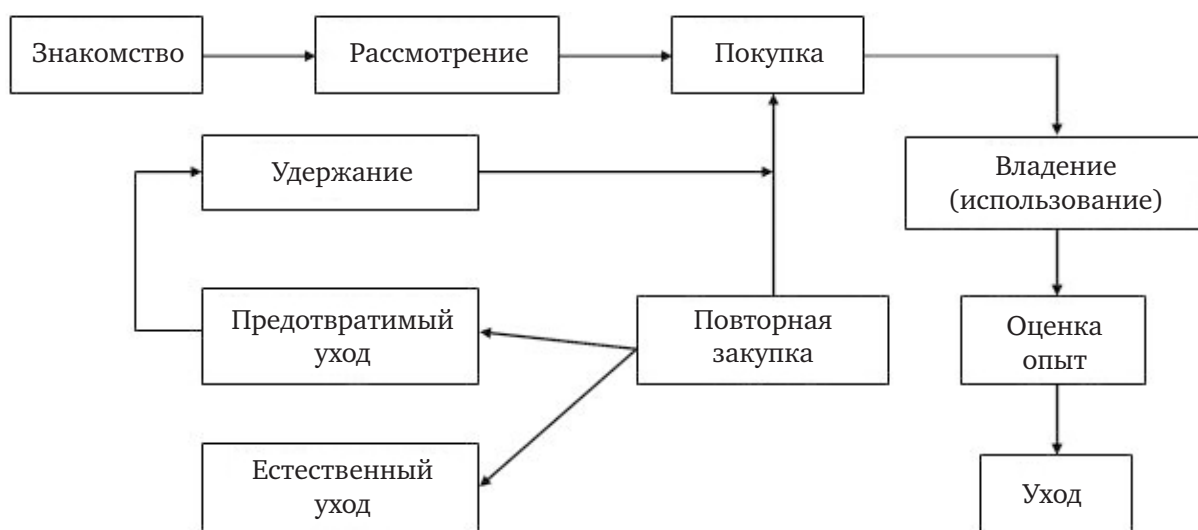 Знакомство
Рассмотрение
Покупка
Удержание
Владение
(использование)
Предотвратимый
уход
Повторная
закупка
Оценка
опыт
Естественный
уход
Уход